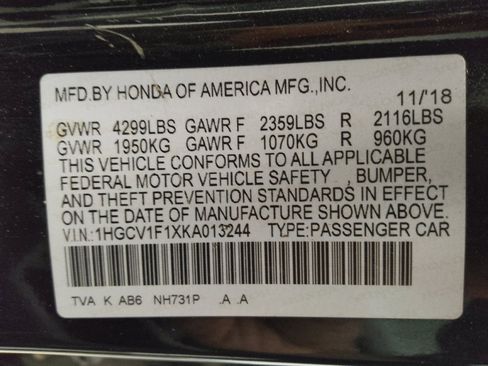 MFD.BY HONDA OF AMERICA MFG.,INC.
11/'18
GVWR 4299LBS GAWR F 2359LBS R 2116LBS
GVWR 1950KG GAWR F 1070KG R 960KG
THIS VEHICLE CONFORMS TO ALL APPLICABLE
FEDERAL MOTOR VEHICLE SAFETY , BUMPER,
AND THEFT PREVENTION STANDARDS IN EFFECT
ON THE DATE OF MANUFACTURE SHOWN ABOVE.
V.I.N:1HGCV1F1XKA013244 TYPE:PASSENGER CAR
TVA K AB6 NH731P .A .A